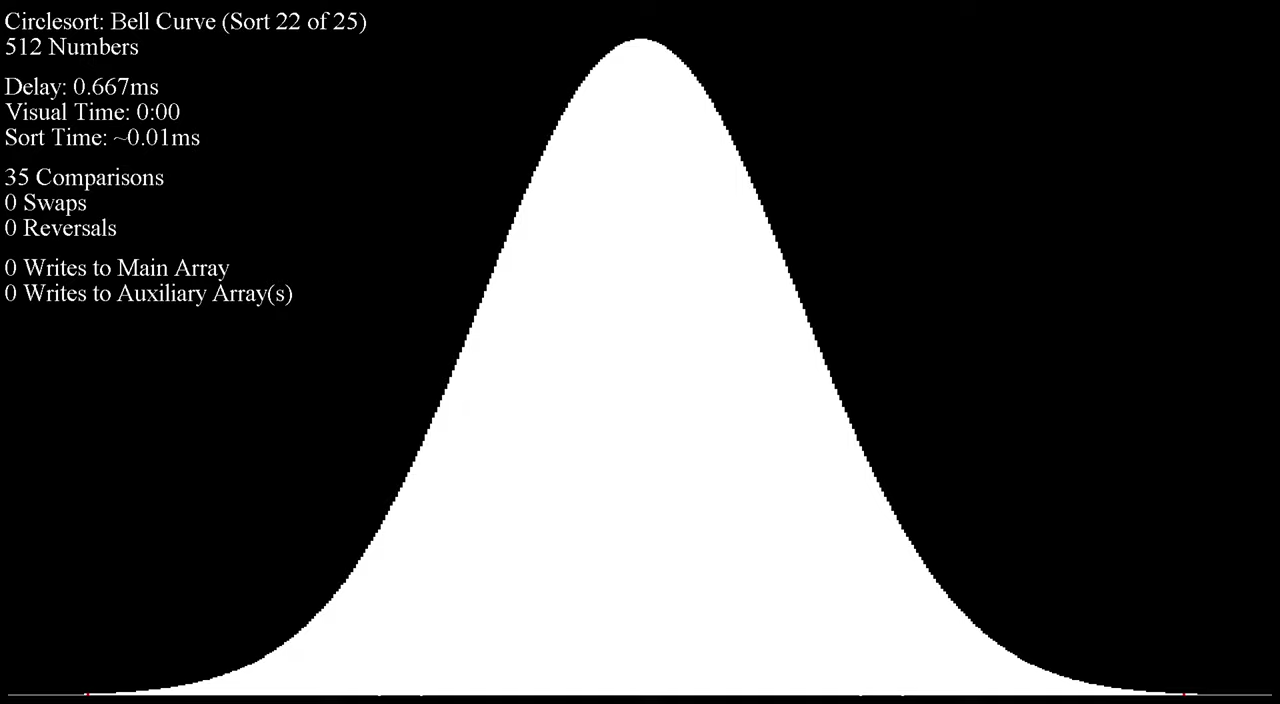 Circlesort: Bell Curve (Sort 22 of 25)
512 Numbers
Delay: 0.667ms
Visual Time: 0:00
Sort Time: ~0.01ms
35 Comparisons
0 Swaps
0 Reversals
0 Writes to Main Array
0 Writes to Auxiliary Array(s)